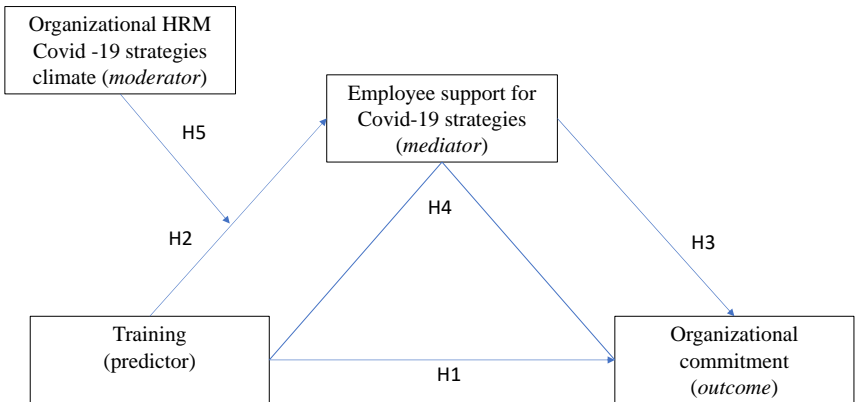 Organizational HRM
Covid -19 strategies
climate (moderator)
Employee support for
Covid-19 strategies
(mediator)
H5
H4
H2
H3
Training
(predictor)
Organizational
commitment
(outcome)
H1